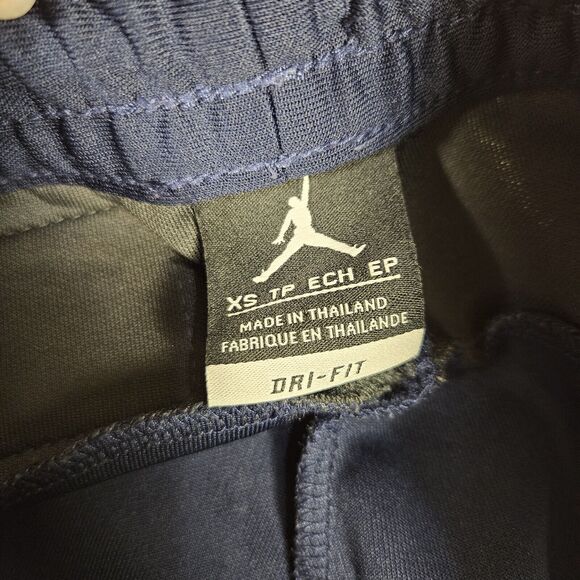 XS TP ECH EP
MADE IN THAILAND
FABRIQUE EN THAILANDE
DRI-FIT